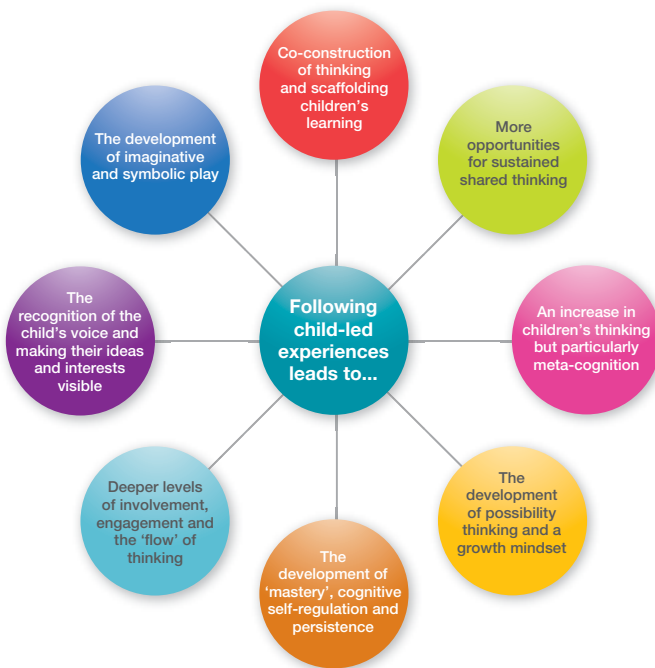 Co-construction
of thinking
and scaffolding
children's
learning
More
opportunities
for sustained
shared thinking
An increase in
children's thinking
but particularly
meta-cognition
The
development
of possibility
thinking and a
growth mindset
The
development of
'mastery', cognitive
self-regulation and
persistence
Deeper levels
of involvement,
engagement and
the 'flow' of
thinking
The
recognition of the
child's voice and
making their ideas
and interests
visible
The development
of imaginative
and symbolic play
Following
child-led
experiences
leads to...